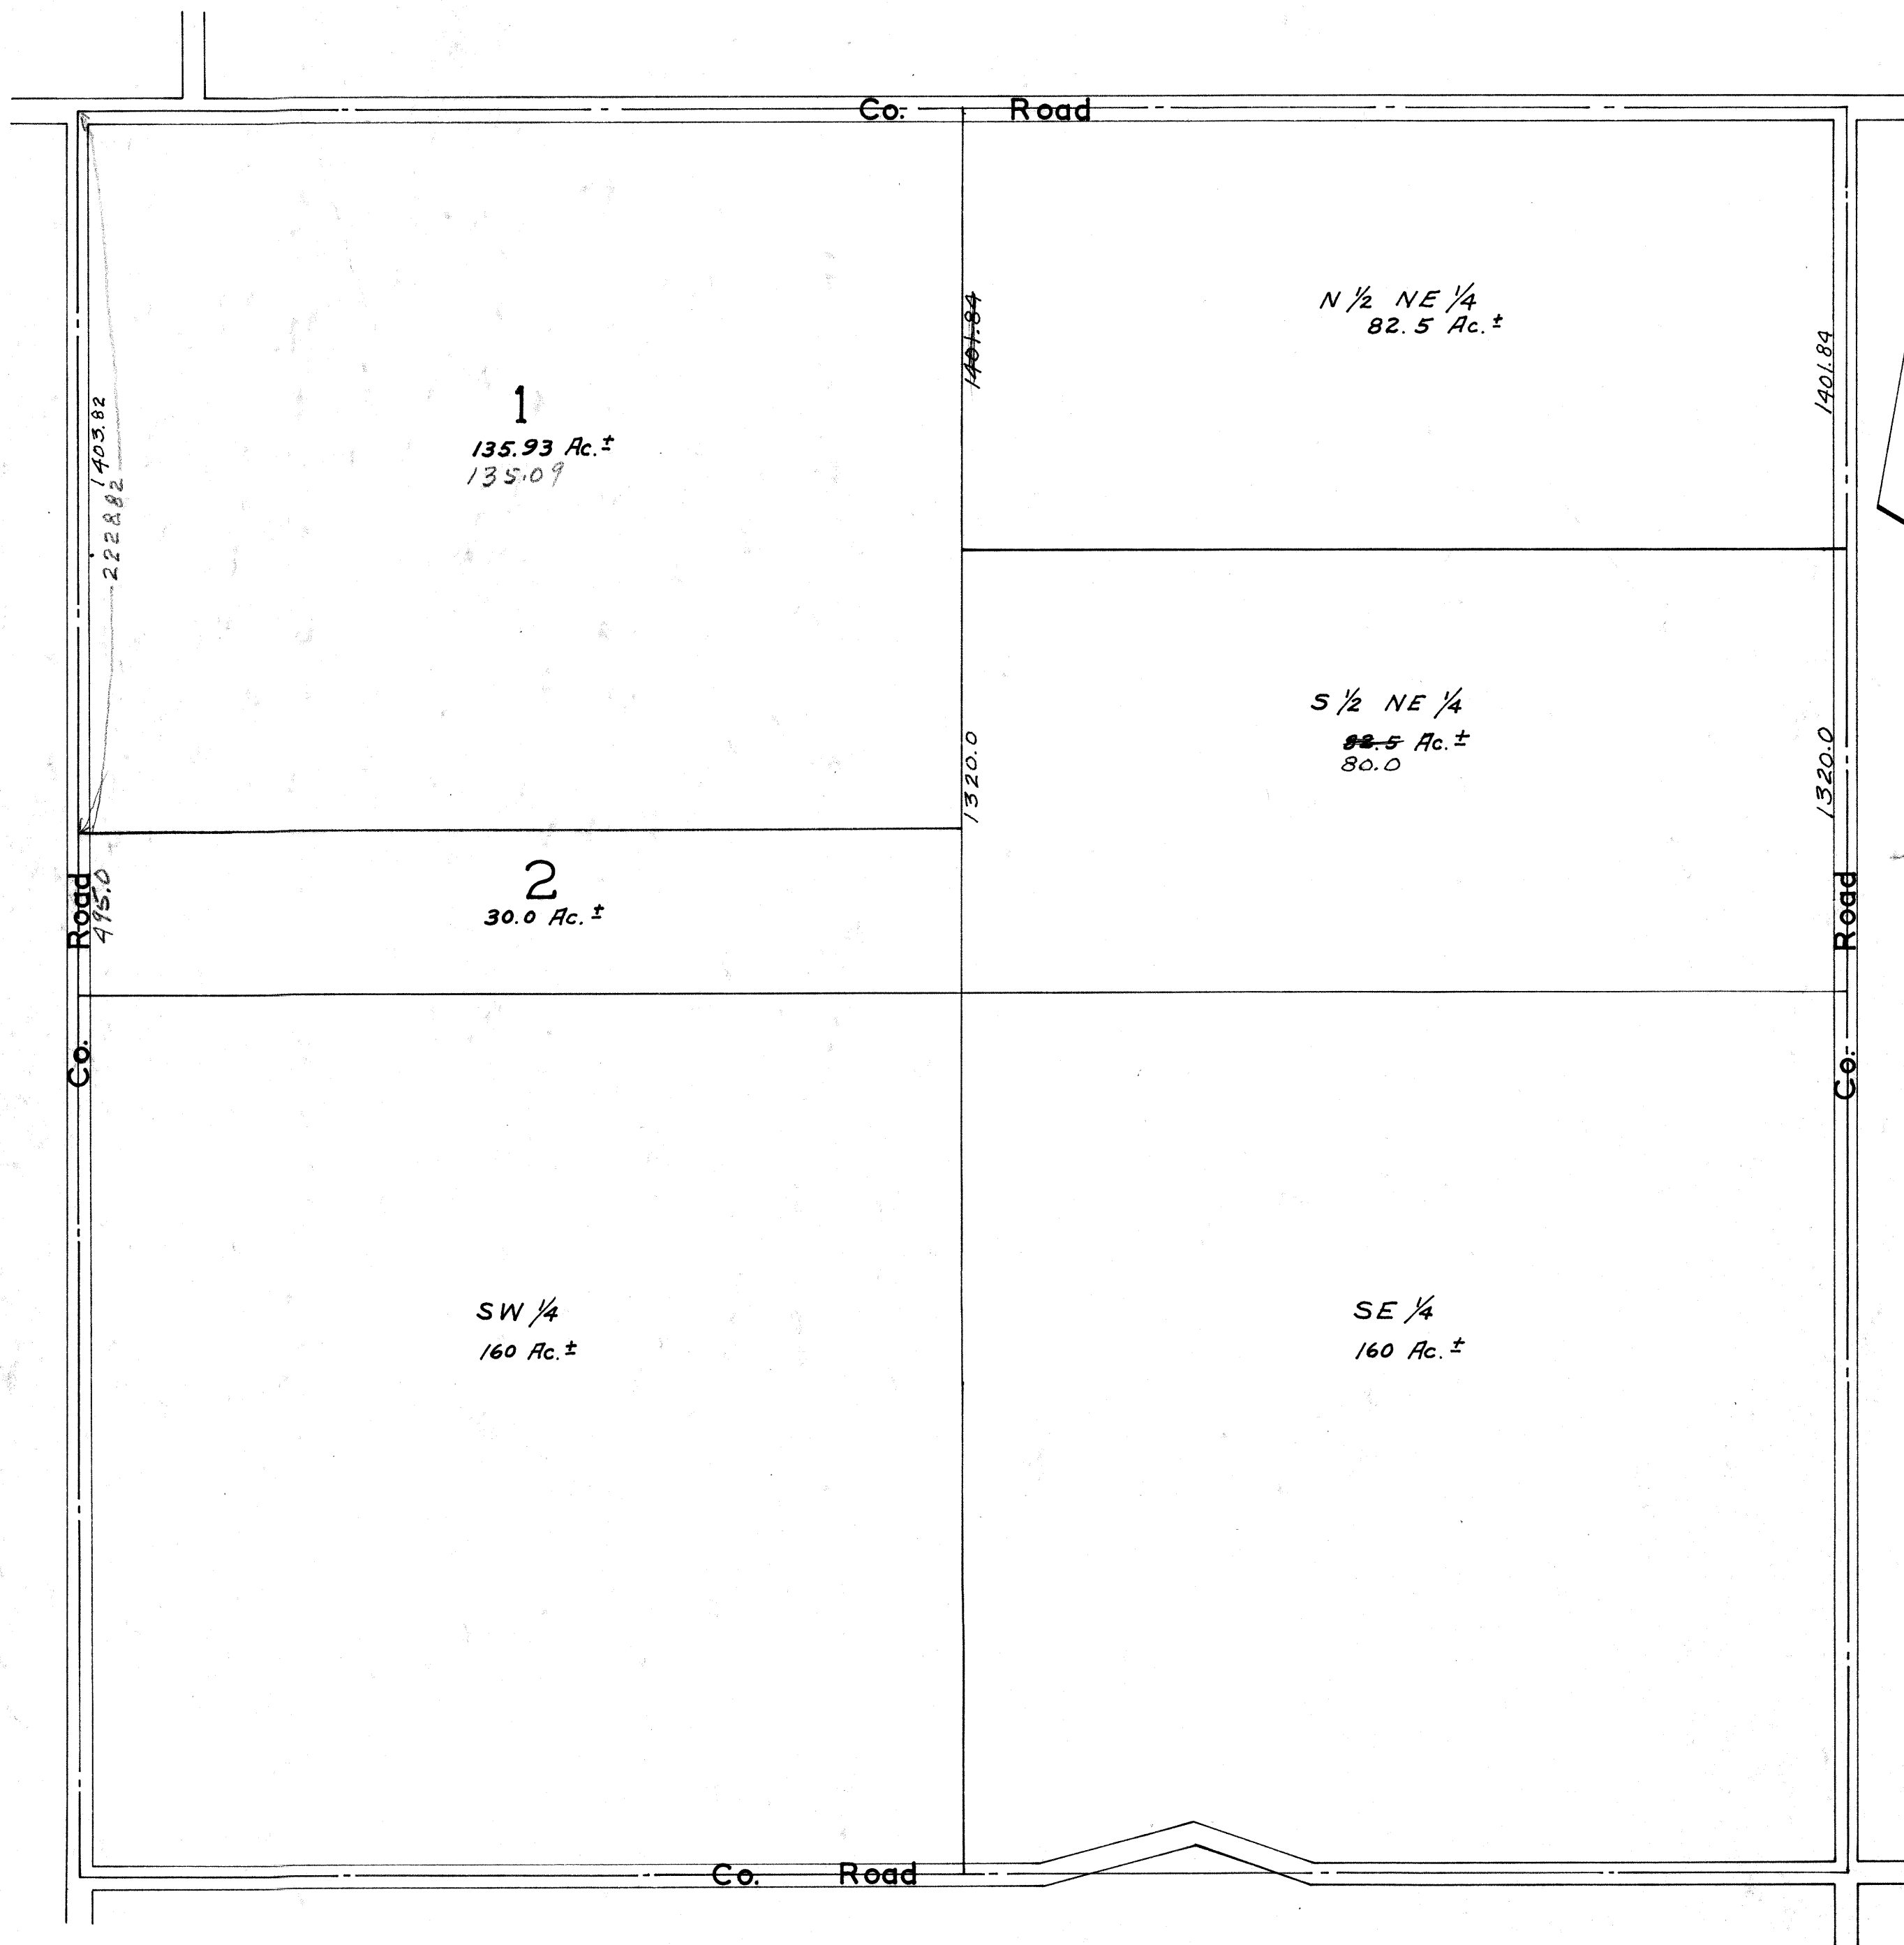 Co. Road
N 1/2 NE 1/4
82.5 Ac.±
1401.84
1401.84
1
135.93 Ac.±
135.09
1403.82
2228.82
S 1/2 NE 1/4
82.5 Ac.±
80.0
1320.0
1320.0
2
30.0 Ac.±
495.0
Co. Road
Co. Road
SW 1/4
160 Ac.±
SE 1/4
160 Ac.±
Co. Road